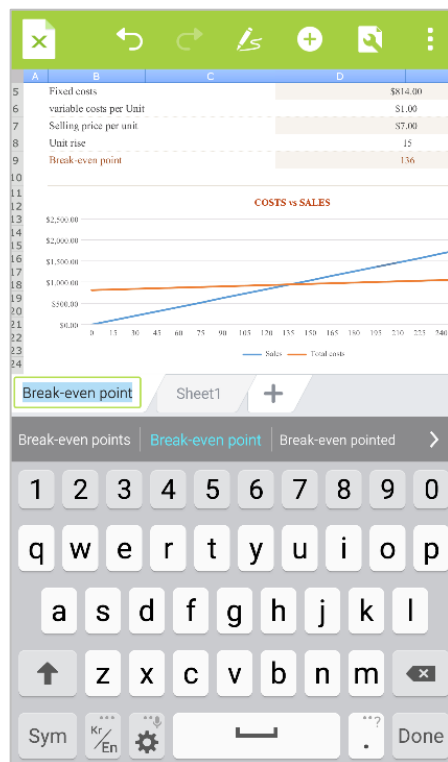 A B C D
5 Fixed costs $814.00
6 variable costs per Unit $1.00
7 Selling price per unit $7.00
8 Unit rise 15
9 Break-even point 136
10
11
12 COSTS vs SALES
13 $2,500.00
14
15 $2,000.00
16
17 $1,500.00
18 $1,000.00
19
20 $500.00
21 $0.00
22 0 15 30 45 60 75 90 105 120 135 150 165 180 195 210 225 240
23 Sales Total costs
24
Break-even point Sheet1 +
Break-even points Break-even point Break-even pointed
1 2 3 4 5 6 7 8 9 0
q w e r t y u i o p
a s d f g h j k l
z x c v b n m
Sym Kr/En . ? Done